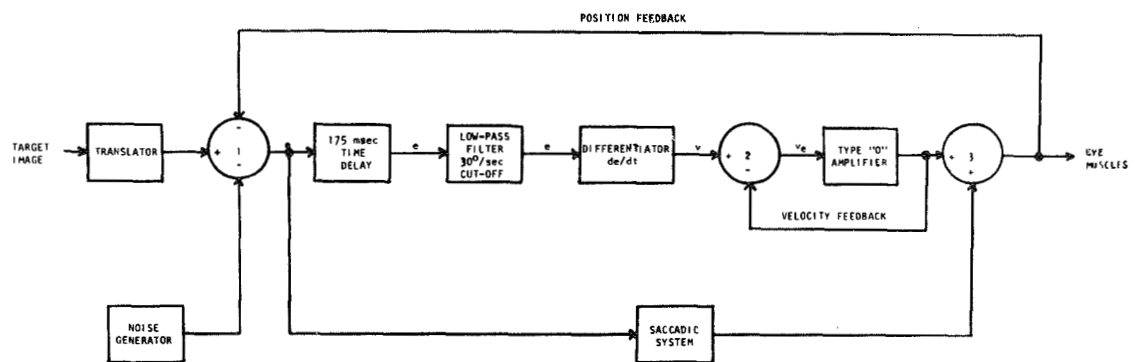 POSITION FEEDBACK
TARGET
IMAGE
TRANSLATOR
+
-
1
-
175 msec
TIME
DELAY
e
LOW-PASS
FILTER
30°/sec
CUT-OFF
e
DIFFERENTIATOR
de/dt
v
+
2
-
ve
TYPE "O"
AMPLIFIER
+
3
+
EYE
MUSCLES
VELOCITY FEEDBACK
NOISE
GENERATOR
SACCADIC
SYSTEM